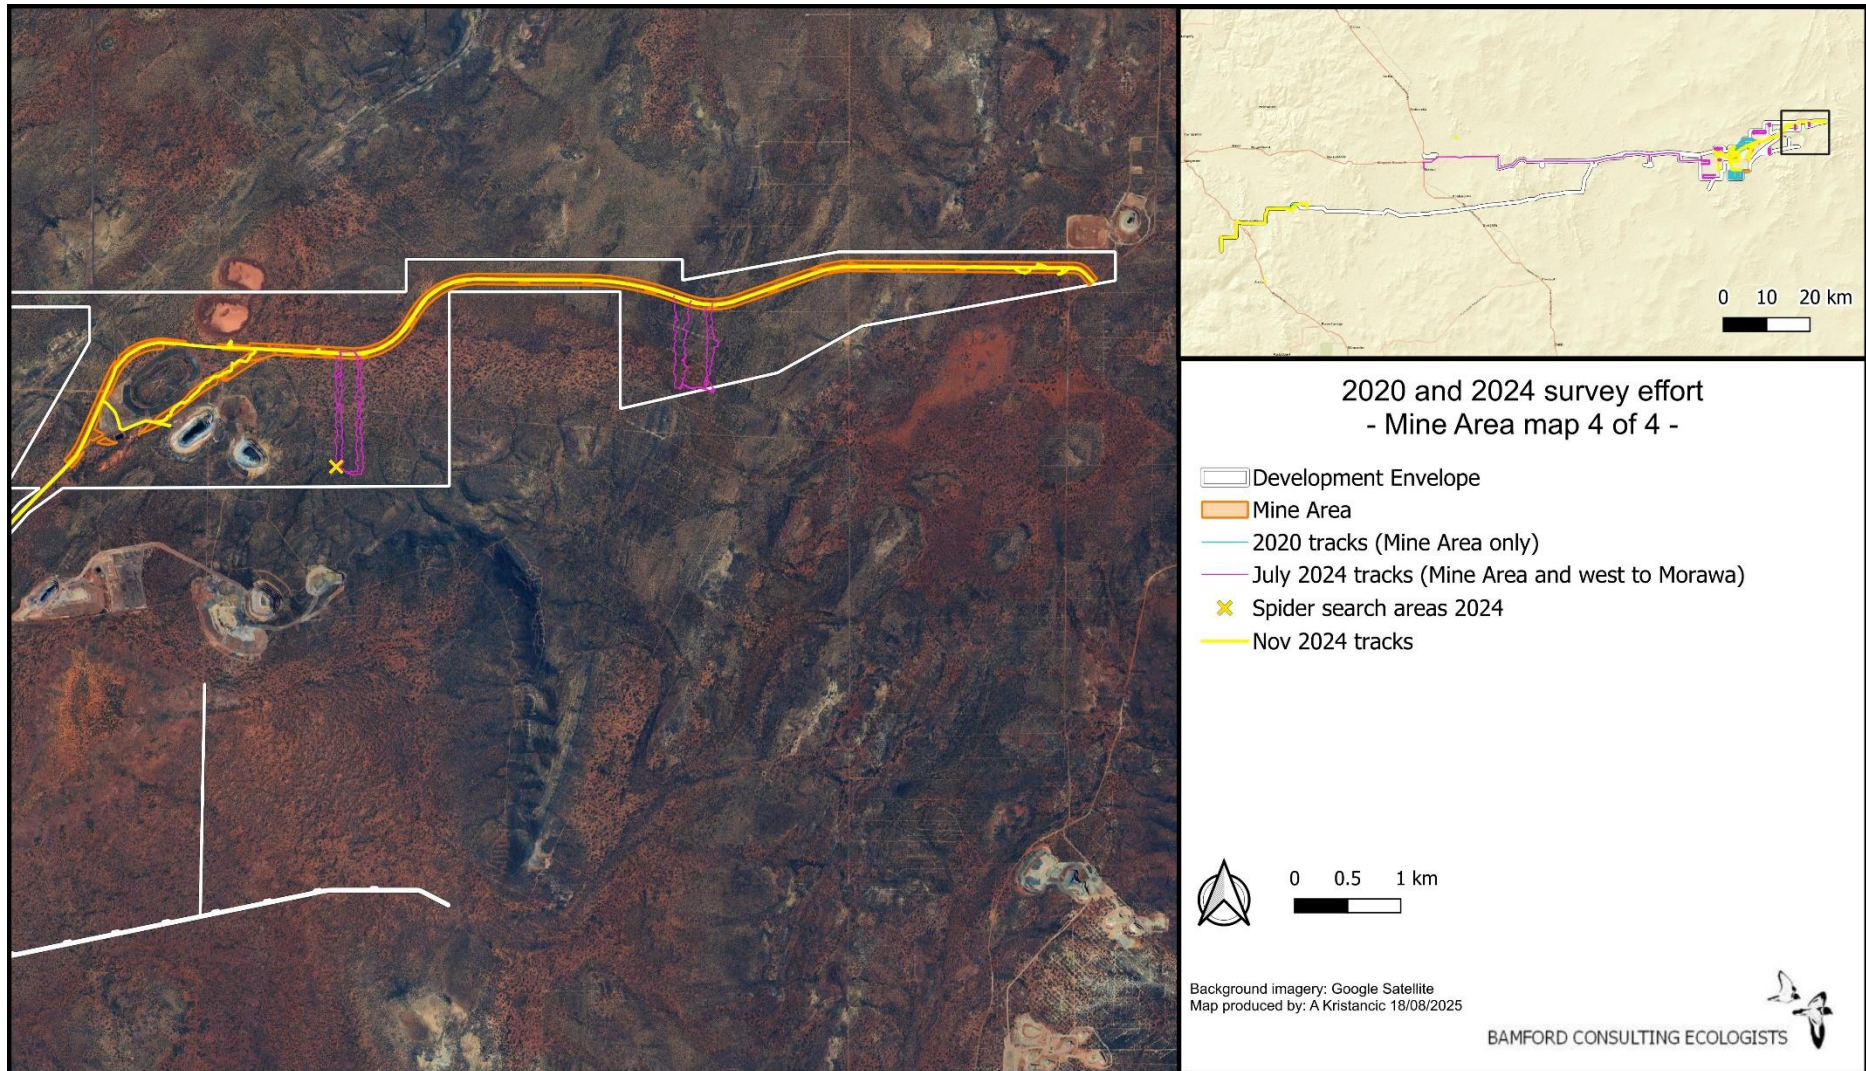 0 10 20 km
2020 and 2024 survey effort
- Mine Area map 4 of 4 -
Development Envelope
Mine Area
2020 tracks (Mine Area only)
July 2024 tracks (Mine Area and west to Morawa)
Spider search areas 2024
Nov 2024 tracks
0 0.5 1 km
Background imagery: Google Satellite
Map produced by: A Kristancic 18/08/2025
BAMFORD CONSULTING ECOLOGISTS